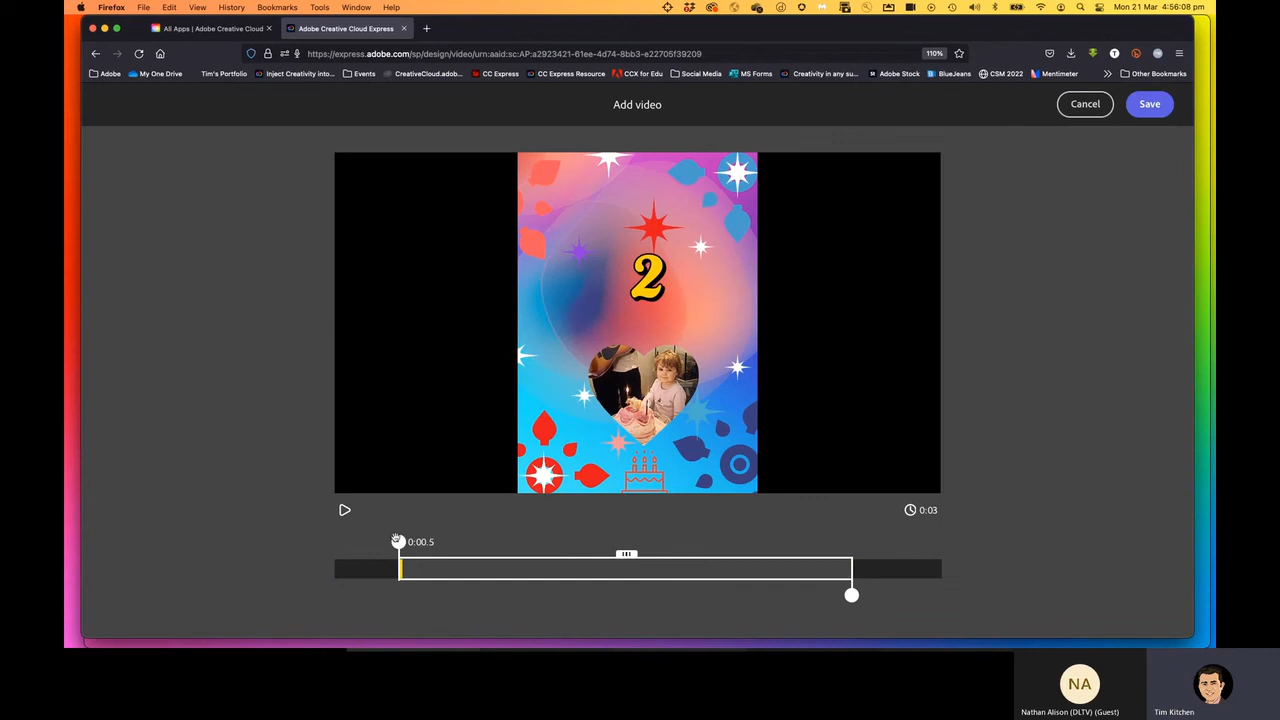 Firefox File Edit View History Bookmarks Tools Window Help
Mon 21 Mar 4:56:08 pm
All Apps | Adobe Creative Cloud
Adobe Creative Cloud Express
https://express.adobe.com/sp/design/video/urn:aaid:sc:AP:a2923421-61ee-4d74-8bb3-e22705f39209
110%
Adobe My One Drive Tim's Portfolio Inject Creativity into... Events CreativeCloud.adob... CC Express CC Express Resource CCX for Edu Social Media MS Forms Creativity in any su... Adobe Stock BlueJeans CSM 2022 Mentimeter Other Bookmarks
Add video
Cancel
Save
2
0:03
0:00.5
NA
Nathan Alison (DLTV) (Guest)
Tim Kitchen